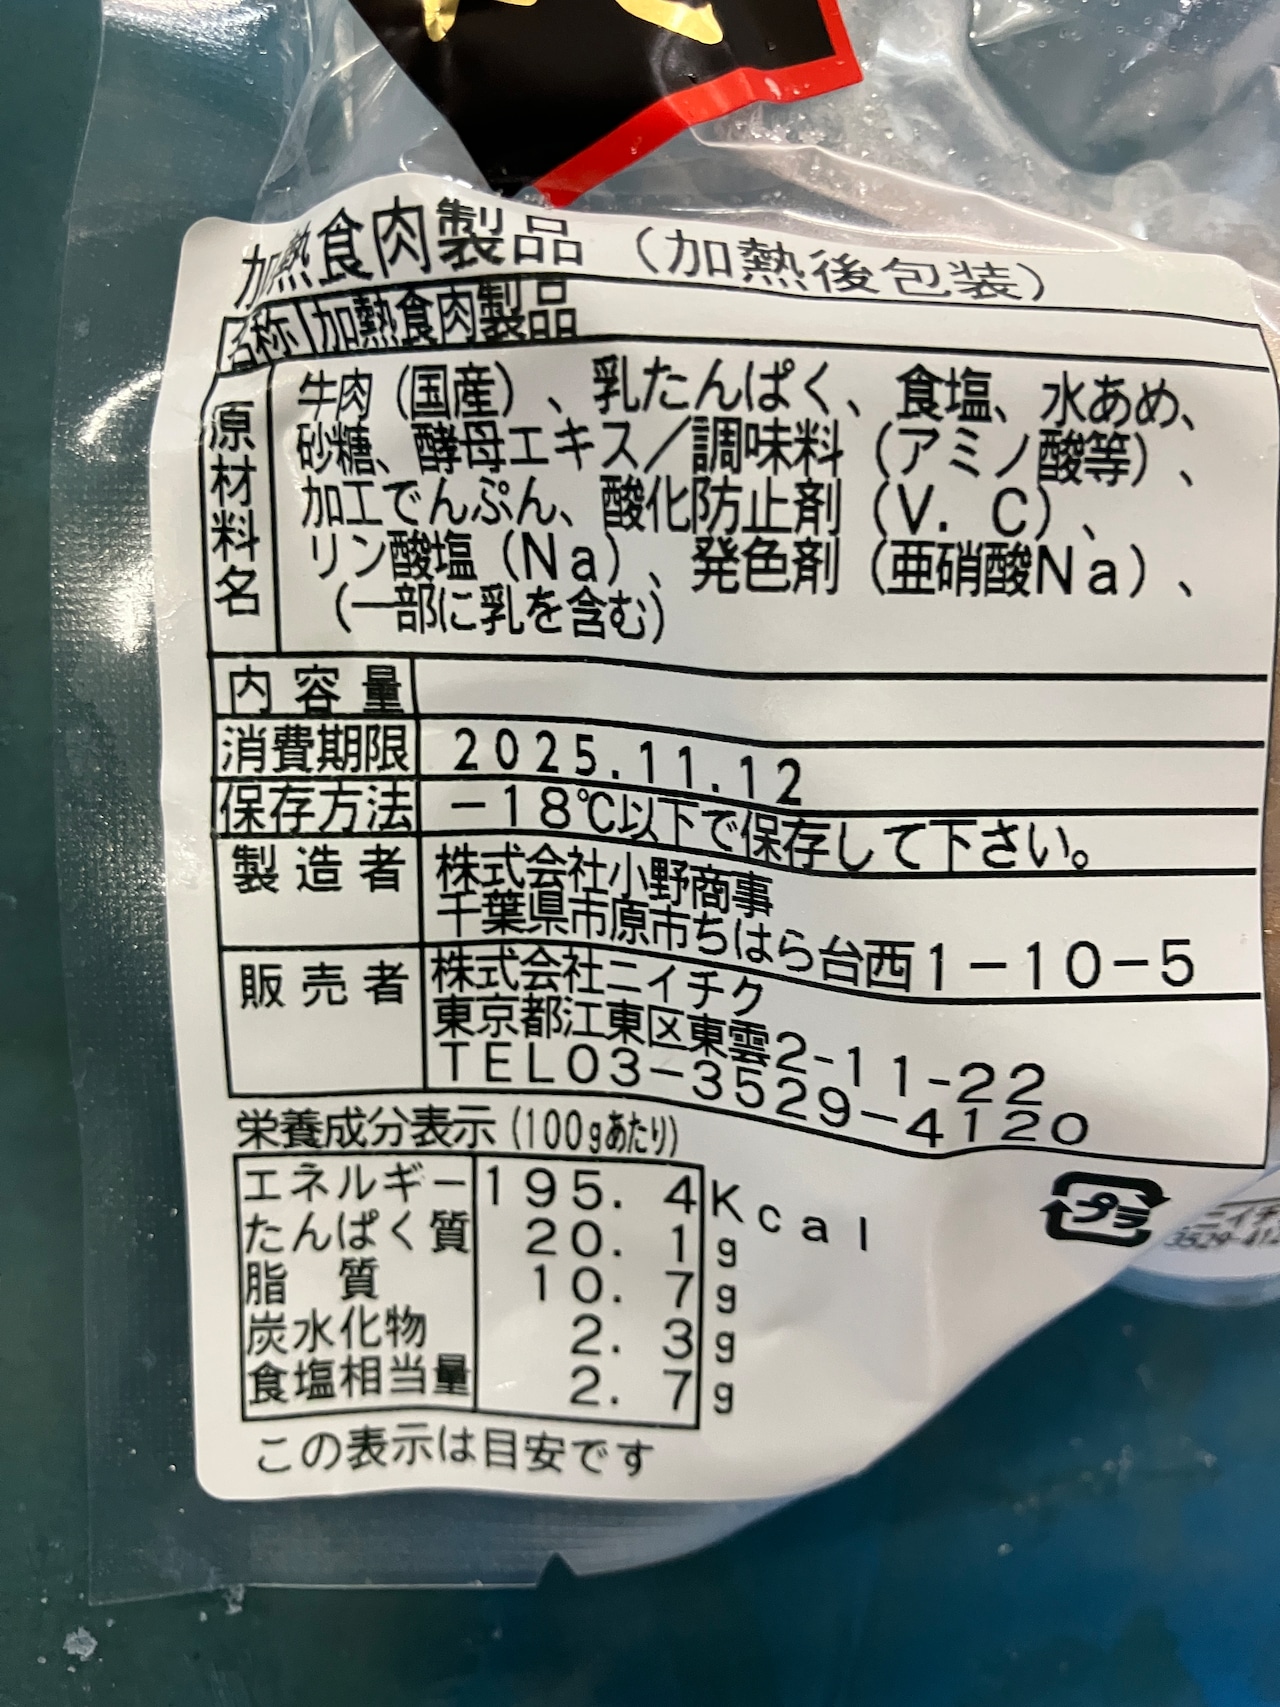 加熱食肉製品（加熱後包装）
名称 加熱食肉製品
原材料名 牛肉（国産）、乳たんぱく、食塩、水あめ、
砂糖、酵母エキス／調味料（アミノ酸等）、
加工でんぷん、酸化防止剤（V．C）、
リン酸塩（Na）、発色剤（亜硝酸Na）、
（一部に乳を含む）
内容量
消費期限 2025.11.12
保存方法 －18℃以下で保存して下さい。
製造者 株式会社小野商事
千葉県市原市ちはら台西1－10－5
販売者 株式会社ニイチク
東京都江東区東雲2-11-22
TEL03－3529－4120
栄養成分表示（100gあたり）
エネルギー 195．4Kcal
たんぱく質 20．1g
脂質 10．7g
炭水化物 2．3g
食塩相当量 2．7g
この表示は目安です
プラ